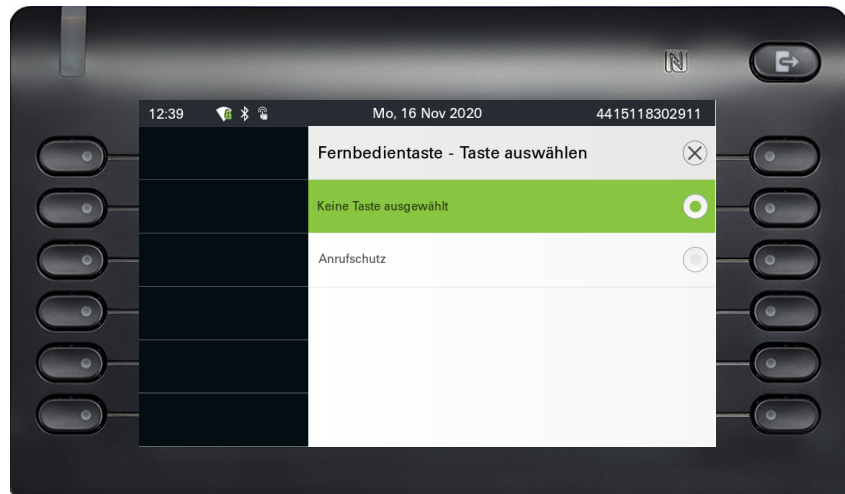 12:39 Mo, 16 Nov 2020 4415118302911
Fernbedientaste - Taste auswählen
Keine Taste ausgewählt
Anrufschutz